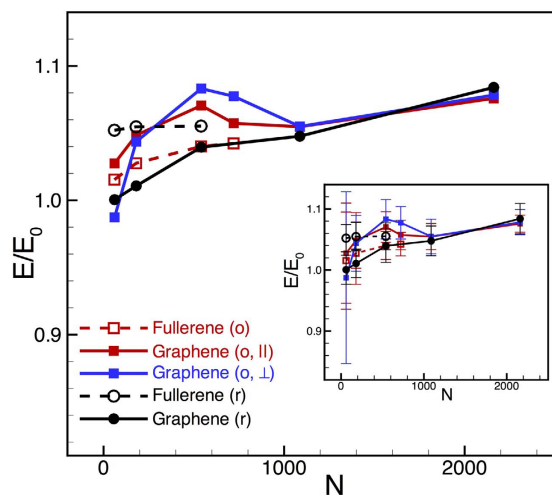 E/E0
1.1
1.0
0.9
0
1000
2000
N
Fullerene (o)
Graphene (o, ||)
Graphene (o, ⊥)
Fullerene (r)
Graphene (r)
E/E0
1.1
1.0
0.9
0
1000
2000
N